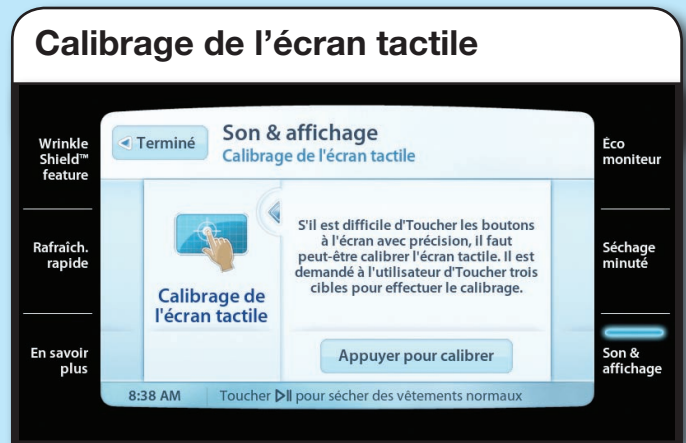 Calibrage de l'écran tactile
Wrinkle
Shield™
feature
Rafraîch.
rapide
En savoir
plus
Terminé
Son & affichage
Calibrage de l'écran tactile
Calibrage de
l'écran tactile
S'il est difficile d'Toucher les boutons
à l'écran avec précision, il faut
peut-être calibrer l'écran tactile. Il est
demandé à l'utilisateur d'Toucher trois
cibles pour effectuer le calibrage.
Appuyer pour calibrer
8:38 AM
Toucher ▷II pour sécher des vêtements normaux
Éco
moniteur
Séchage
minuté
Son &
affichage